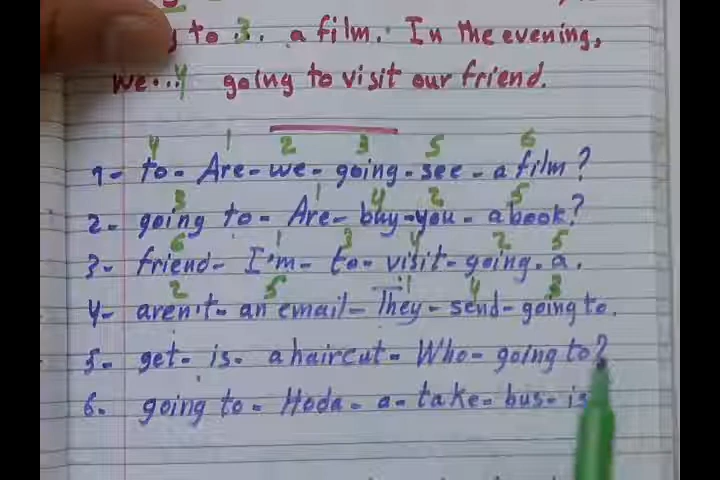 to .3. a film. In the evening,
we...4 going to visit our friend.
4 1 2 3 5 6
1- to- Are- we- going- see- a film?
3 1 4 2 5
2- going to- Are- buy- you- a book?
6 1 3 4 2 5
3- friend- I'm- to- visit- going- a.
2 5 1 4 3
4- aren't- an email- They- send- going to.
5- get- is- a haircut- Who- going to?
6- going to- Hoda- a- take- bus- is